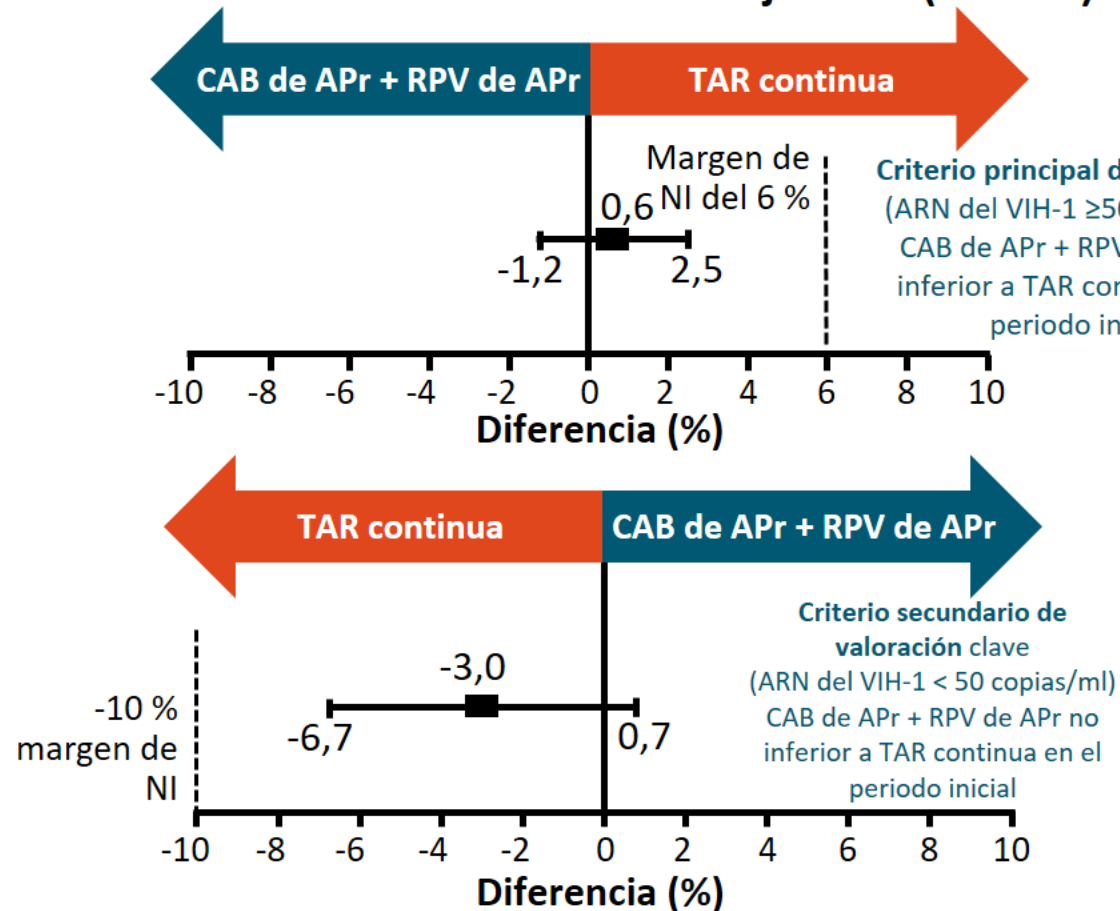 CAB de APr + RPV de APr
TAR continua
Margen de
NI del 6 %
0,6
-1,2
2,5
Criterio principal
(ARN del VIH-1
CAB de APr +
inferior a TAR
periodo
-10 -8 -6 -4 -2 0 2 4 6 8 10
Diferencia (%)
TAR continua
CAB de APr + RPV de APr
Criterio secundario de
valoración clave
(ARN del VIH-1 < 50 copias/ml)
CAB de APr + RPV de APr no
inferior a TAR continua en el
periodo inicial
-3,0
-6,7
0,7
-10 %
margen de
NI
-10 -8 -6 -4 -2 0 2 4 6 8 10
Diferencia (%)